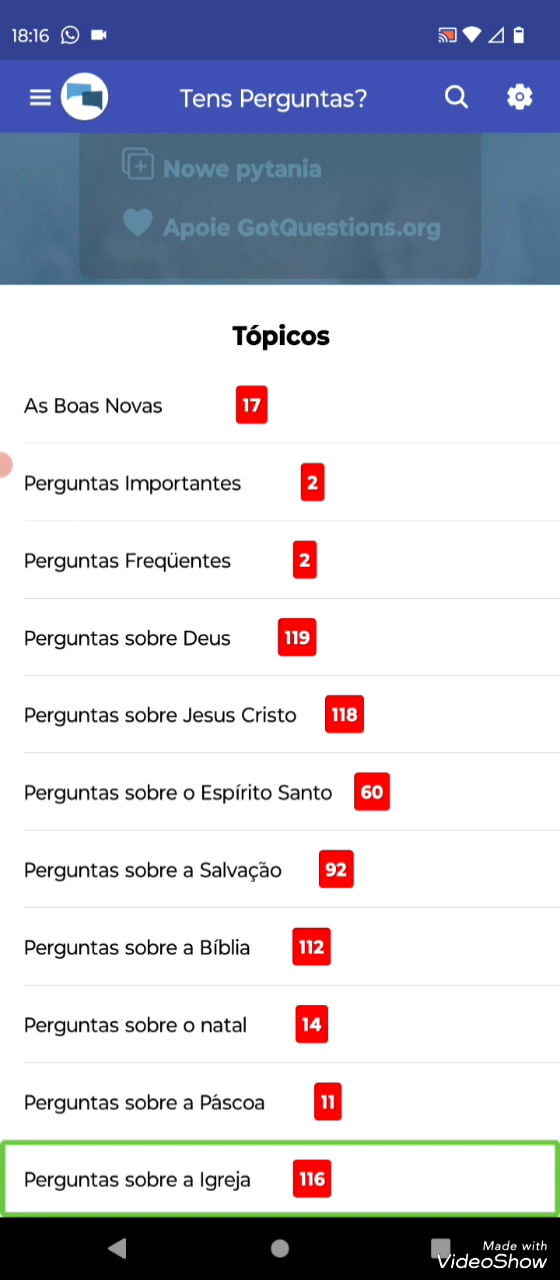 18:16
Tens Perguntas?
Nowe pytania
Apoie GotQuestions.org
Tópicos
As Boas Novas 17
Perguntas Importantes 2
Perguntas Freqüentes 2
Perguntas sobre Deus 119
Perguntas sobre Jesus Cristo 118
Perguntas sobre o Espírito Santo 60
Perguntas sobre a Salvação 92
Perguntas sobre a Bíblia 112
Perguntas sobre o natal 14
Perguntas sobre a Páscoa 11
Perguntas sobre a Igreja 116
Made with
VideoShow